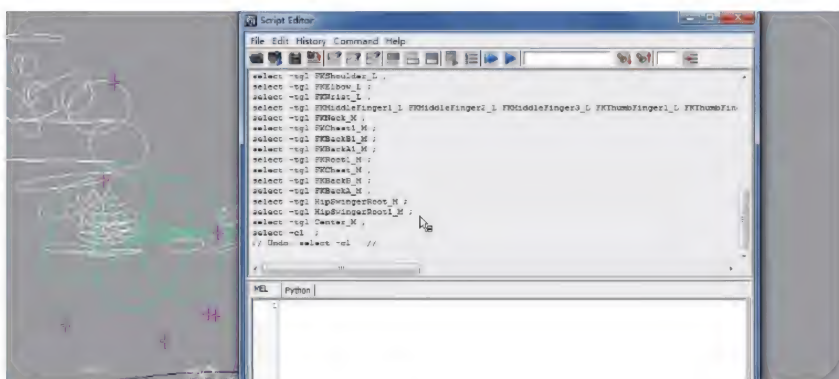 Script Editor
File Edit History Command Help
select -tgl FKShoulder_L ;
select -tgl FKElbow_L ;
select -tgl FKWrist_L ;
select -tgl FKMiddleFinger1_L FKMiddleFinger2_L FKMiddleFinger3_L FKThumbFinger1_L FKThumbFin
select -tgl FKNeck_M ;
select -tgl FKChest1_M ;
select -tgl FKBackB1_M ;
select -tgl FKBackA1_M ;
select -tgl FKRoot1_M ;
select -tgl FKChest_M ;
select -tgl FKBackB_M ;
select -tgl FKBackA_M ;
select -tgl HipSwingerRoot_M ;
select -tgl HipSwingerRoot1_M ;
select -tgl Center_M ;
select -cl ;
// Undo: select -cl //
MEL Python
1